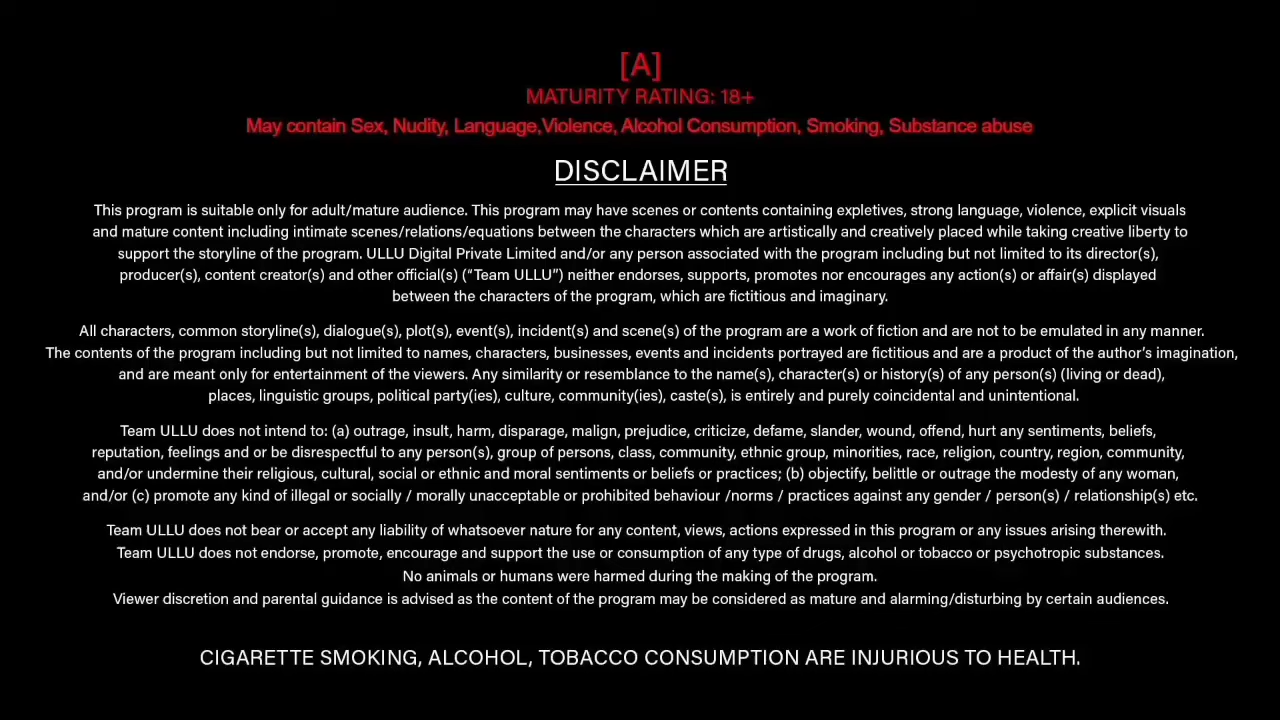 [A]
MATURITY RATING: 18+
May contain Sex, Nudity, Language,Violence, Alcohol Consumption, Smoking, Substance abuse
DISCLAIMER
This program is suitable only for adult/mature audience. This program may have scenes or contents containing expletives, strong language, violence, explicit visuals
and mature content including intimate scenes/relations/equations between the characters which are artistically and creatively placed while taking creative liberty to
support the storyline of the program. ULLU Digital Private Limited and/or any person associated with the program including but not limited to its director(s),
producer(s), content creator(s) and other official(s) (“Team ULLU”) neither endorses, supports, promotes nor encourages any action(s) or affair(s) displayed
between the characters of the program, which are fictitious and imaginary.
All characters, common storyline(s), dialogue(s), plot(s), event(s), incident(s) and scene(s) of the program are a work of fiction and are not to be emulated in any manner.
The contents of the program including but not limited to names, characters, businesses, events and incidents portrayed are fictitious and are a product of the author’s imagination,
and are meant only for entertainment of the viewers. Any similarity or resemblance to the name(s), character(s) or history(s) of any person(s) (living or dead),
places, linguistic groups, political party(ies), culture, community(ies), caste(s), is entirely and purely coincidental and unintentional.
Team ULLU does not intend to: (a) outrage, insult, harm, disparage, malign, prejudice, criticize, defame, slander, wound, offend, hurt any sentiments, beliefs,
reputation, feelings and or be disrespectful to any person(s), group of persons, class, community, ethnic group, minorities, race, religion, country, region, community,
and/or undermine their religious, cultural, social or ethnic and moral sentiments or beliefs or practices; (b) objectify, belittle or outrage the modesty of any woman,
and/or (c) promote any kind of illegal or socially / morally unacceptable or prohibited behaviour /norms / practices against any gender / person(s) / relationship(s) etc.
Team ULLU does not bear or accept any liability of whatsoever nature for any content, views, actions expressed in this program or any issues arising therewith.
Team ULLU does not endorse, promote, encourage and support the use or consumption of any type of drugs, alcohol or tobacco or psychotropic substances.
No animals or humans were harmed during the making of the program.
Viewer discretion and parental guidance is advised as the content of the program may be considered as mature and alarming/disturbing by certain audiences.
CIGARETTE SMOKING, ALCOHOL, TOBACCO CONSUMPTION ARE INJURIOUS TO HEALTH.